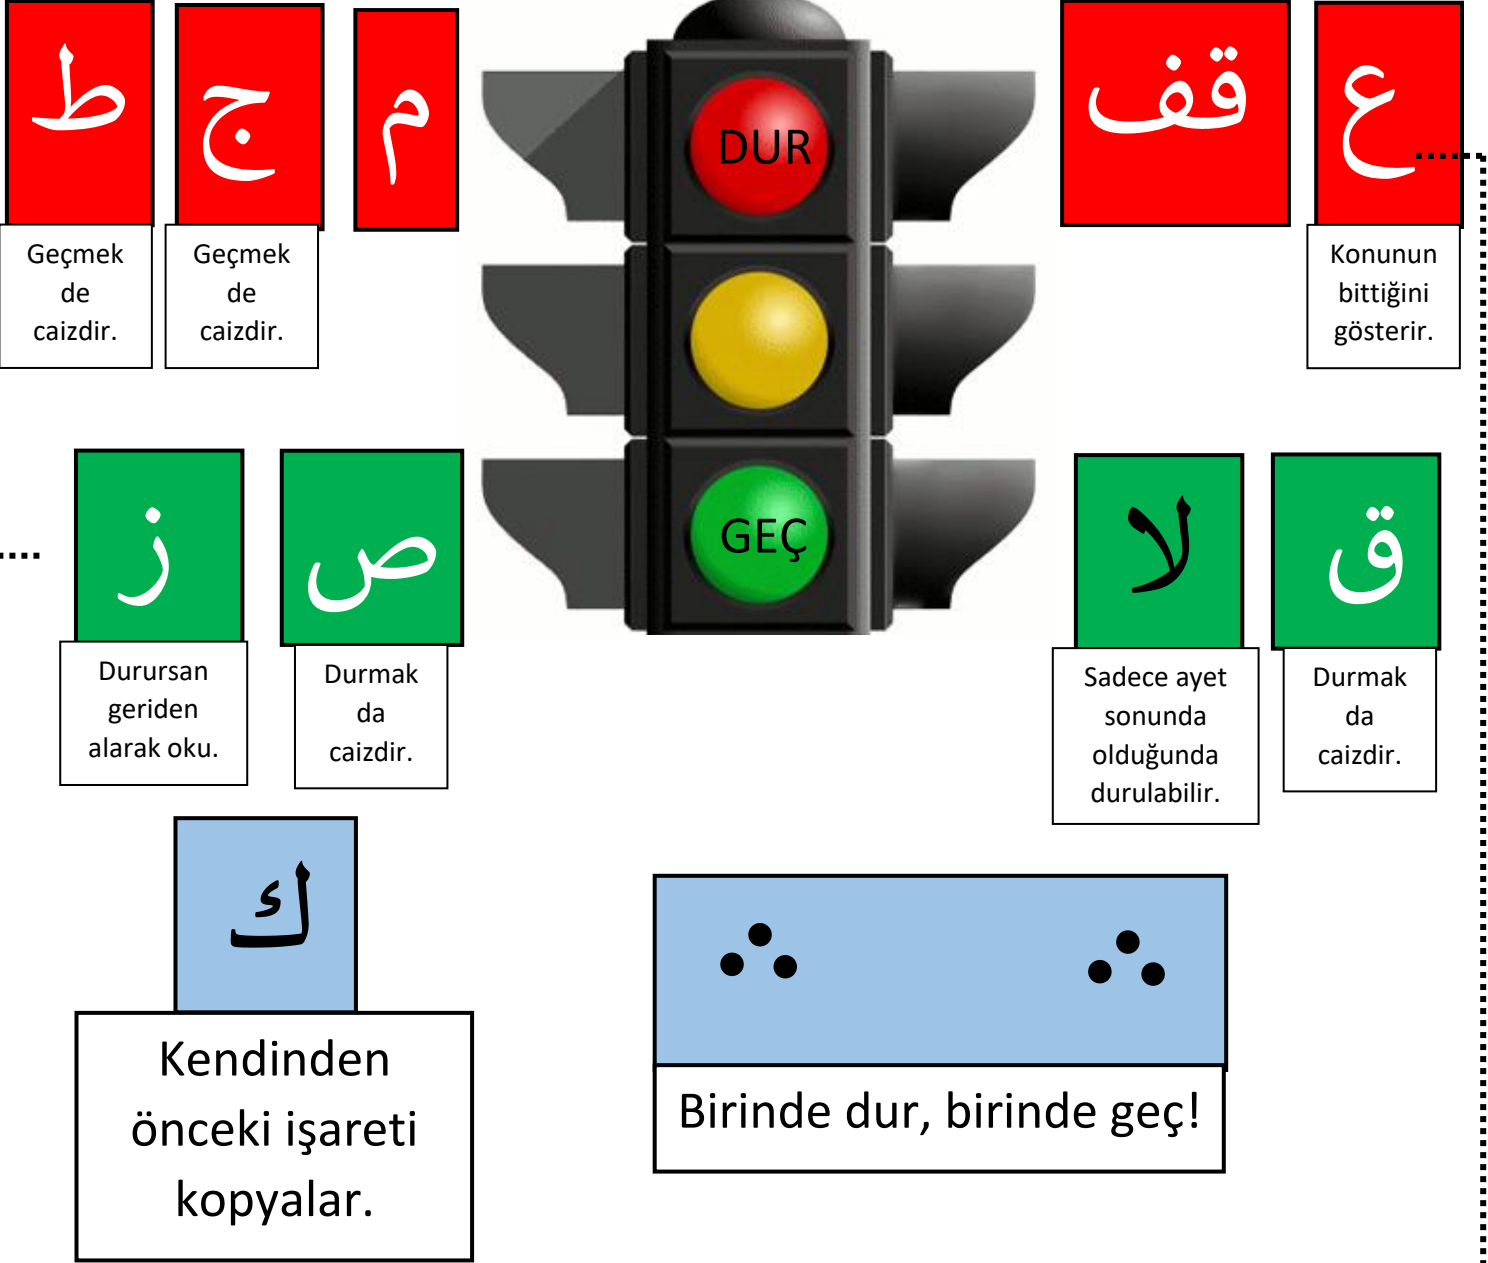 ط
ج
م
DUR
قف
ع
Geçmek
de
caizdir.
Geçmek
de
caizdir.
Konunun
bittiğini
gösterir.
ز
ص
GEÇ
لا
ق
Durursan
geriden
alarak oku.
Durmak
da
caizdir.
Sadece ayet
sonunda
olduğunda
durulabilir.
Durmak
da
caizdir.
ك
Kendinden
önceki işareti
kopyalar.
Birinde dur, birinde geç!